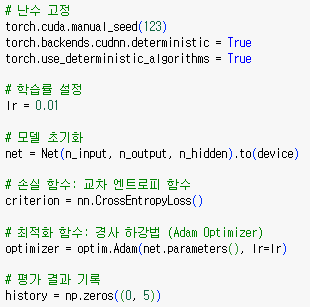 # 난수 고정
torch.cuda.manual_seed(123)
torch.backends.cudnn.deterministic = True
torch.use_deterministic_algorithms = True
# 학습률 설정
lr = 0.01
# 모델 초기화
net = Net(n_input, n_output, n_hidden).to(device)
# 손실 함수: 교차 엔트로피 함수
criterion = nn.CrossEntropyLoss()
# 최적화 함수: 경사 하강법 (Adam Optimizer)
optimizer = optim.Adam(net.parameters(), lr=lr)
# 평가 결과 기록
history = np.zeros((0, 5))